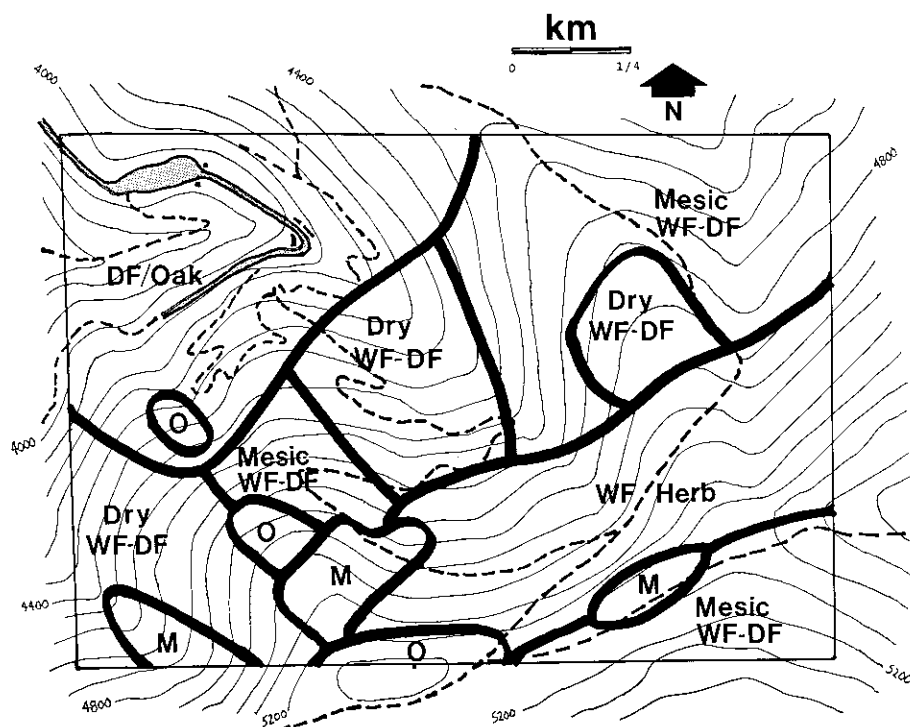 km
0 1/4
N
4000
4400
4800
Mesic
WF-DF
DF/Oak
Dry
WF-DF
Dry
WF-DF
O
4000
Mesic
WF-DF
WF Herb
Dry
WF-DF
O
M
M
4400
Mesic
WF-DF
M
O
4800
5200
5200
5200